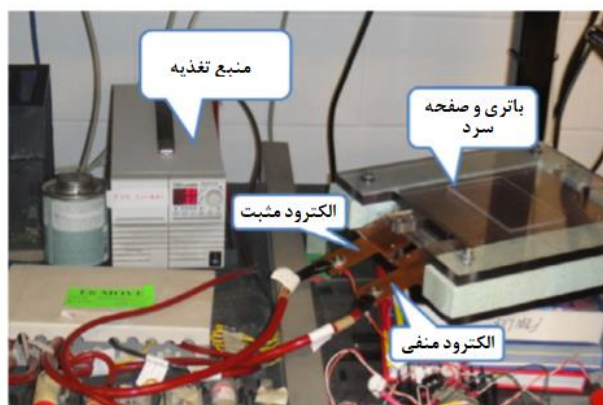 منبع تغذیه
باتری و صفحه
سرد
الکترود مثبت
الکترود منفی